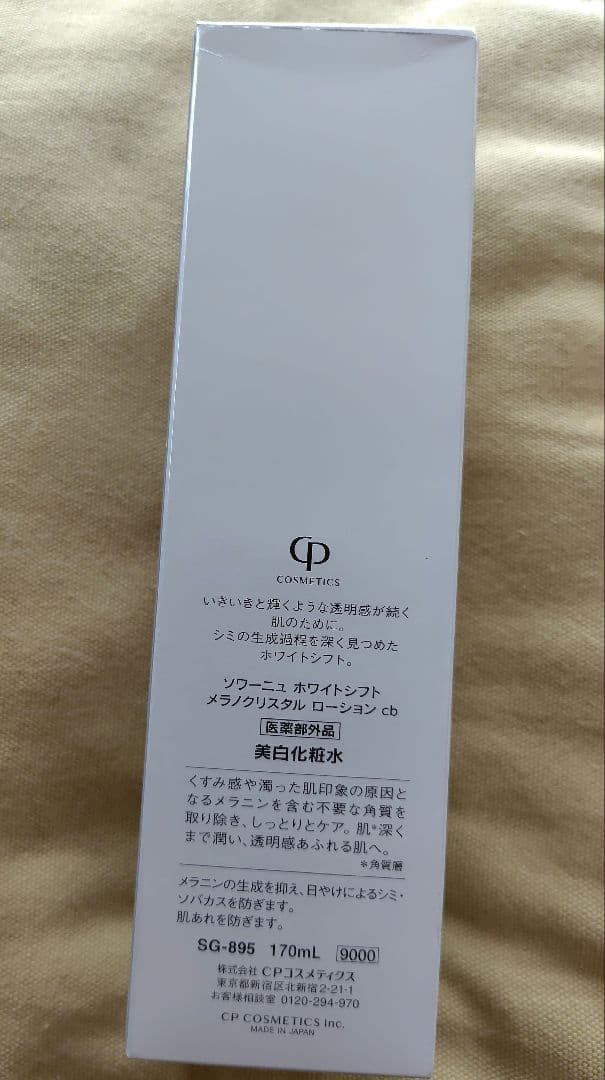 CP
COSMETICS
いきいきと輝くような透明感が続く
肌のために。
シミの生成過程を深く見つめた
ホワイトシフト。
ソワーニュ ホワイトシフト
メラノクリスタル ローション cb
医薬部外品
美白化粧水
くすみ感や濁った肌印象の原因と
なるメラニンを含む不要な角質を
取り除き、しっとりとケア。肌*深く
まで潤い、透明感あふれる肌へ。
*角質層
メラニンの生成を抑え、日やけによるシミ・
ソバカスを防ぎます。
肌あれを防ぎます。
SG-895 170mL 9000
株式会社 CPコスメティクス
東京都新宿区北新宿2-21-1
お客様相談室 0120-294-970
CP COSMETICS Inc.
MADE IN JAPAN